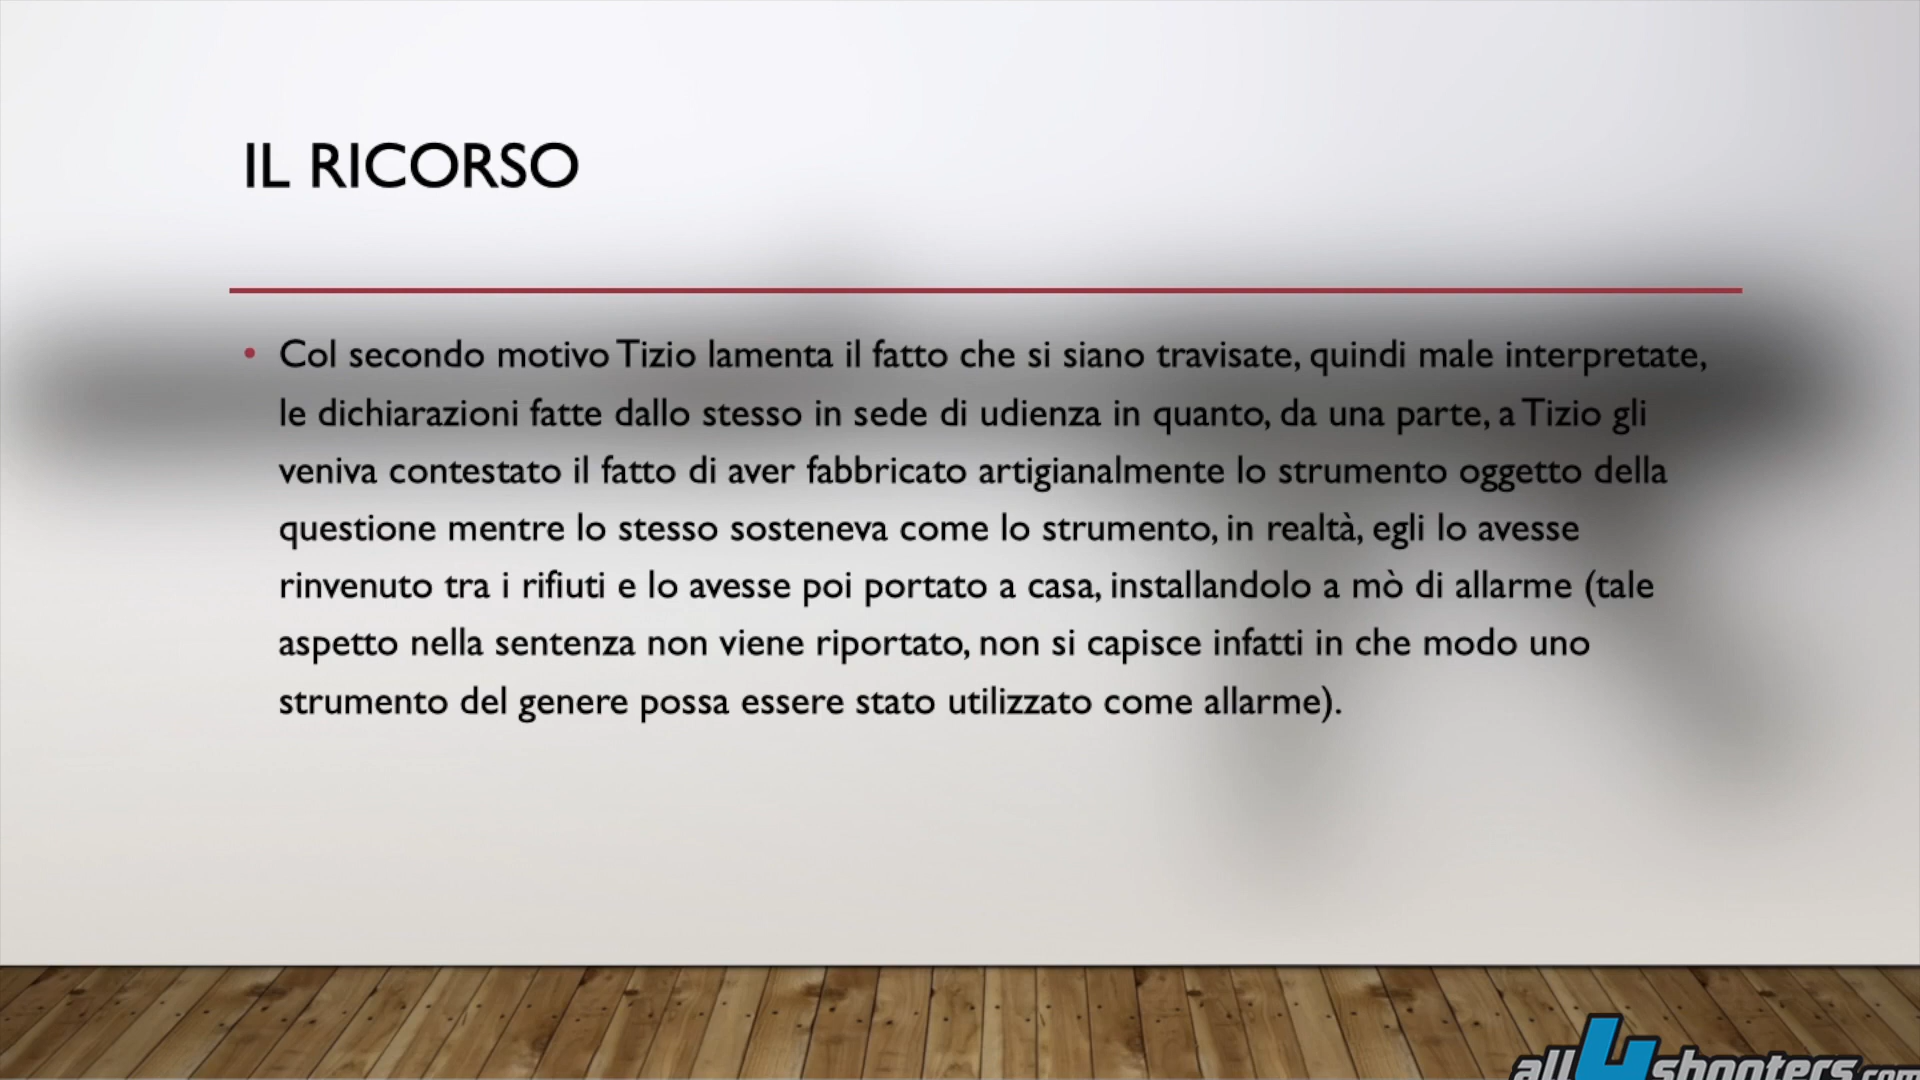 IL RICORSO
• Col secondo motivo Tizio lamenta il fatto che si siano travisate, quindi male interpretate,
le dichiarazioni fatte dallo stesso in sede di udienza in quanto, da una parte, a Tizio gli
veniva contestato il fatto di aver fabbricato artigianalmente lo strumento oggetto della
questione mentre lo stesso sosteneva come lo strumento, in realtà, egli lo avesse
rinvenuto tra i rifiuti e lo avesse poi portato a casa, installandolo a mò di allarme (tale
aspetto nella sentenza non viene riportato, non si capisce infatti in che modo uno
strumento del genere possa essere stato utilizzato come allarme).
all4shooters.com